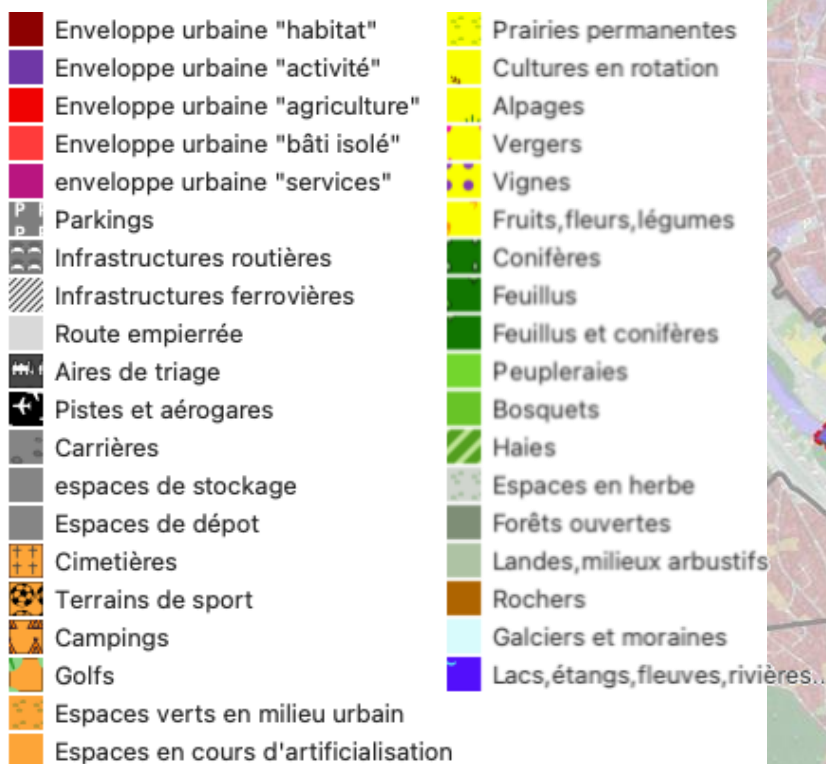 Enveloppe urbaine "habitat"
Enveloppe urbaine "activité"
Enveloppe urbaine "agriculture"
Enveloppe urbaine "bâti isolé"
enveloppe urbaine "services"
Parkings
Infrastructures routières
Infrastructures ferrovières
Route empierrée
Aires de triage
Pistes et aérogares
Carrières
espaces de stockage
Espaces de dépot
Cimetières
Terrains de sport
Campings
Golfs
Espaces verts en milieu urbain
Espaces en cours d'artificialisation
Prairies permanentes
Cultures en rotation
Alpages
Vergers
Vignes
Fruits,fleurs,légumes
Conifères
Feuillus
Feuillus et conifères
Peupleraies
Bosquets
Haies
Espaces en herbe
Forêts ouvertes
Landes,milieux arbustifs
Rochers
Galciers et moraines
Lacs,étangs,fleuves,rivières..